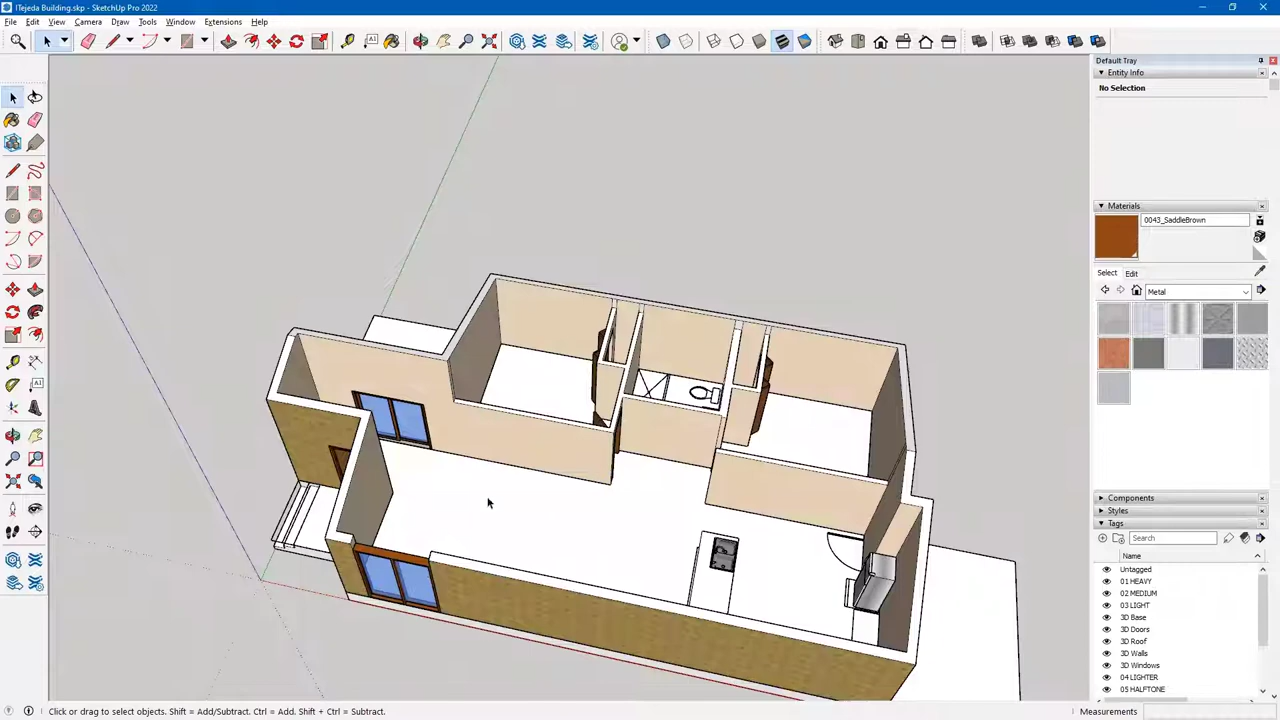 ITejeda Building.skp - SketchUp Pro 2022
File Edit View Camera Draw Tools Window Extensions Help
Default Tray
Entity Info
No Selection
Materials
0043_SaddleBrown
Select Edit
Metal
Components
Styles
Tags
Search
Name
Untagged
01 HEAVY
02 MEDIUM
03 LIGHT
3D Base
3D Doors
3D Roof
3D Walls
3D Windows
04 LIGHTER
05 HALFTONE
Click or drag to select objects. Shift = Add/Subtract. Ctrl = Add. Shift + Ctrl = Subtract.
Measurements